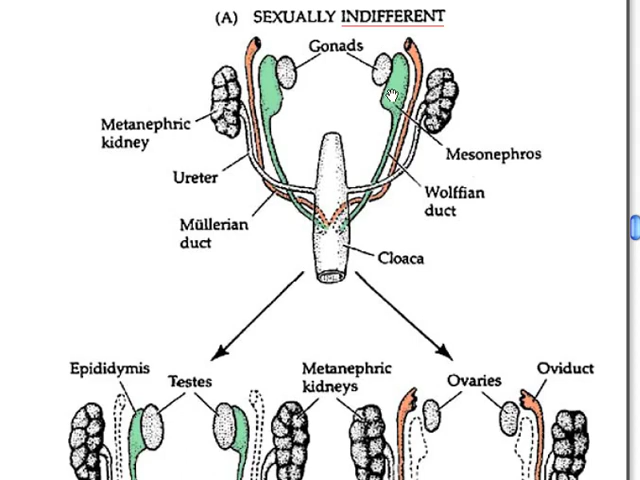 (A) SEXUALLY INDIFFERENT
Gonads
Metanephric
kidney
Mesonephros
Ureter
Wolffian
duct
Müllerian
duct
Cloaca
Epididymis
Testes
Metanephric
kidneys
Ovaries
Oviduct